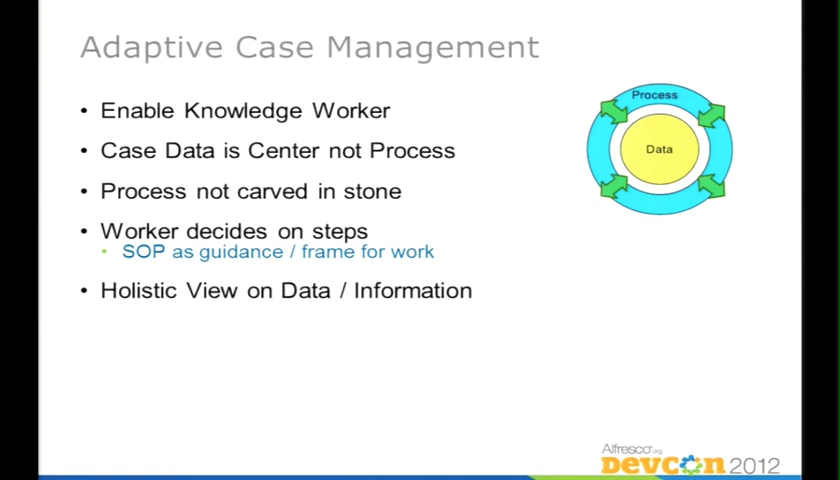 Adaptive Case Management
• Enable Knowledge Worker
• Case Data is Center not Process
• Process not carved in stone
• Worker decides on steps
• SOP as guidance / frame for work
• Holistic View on Data / Information
Process
Data
Alfresco.org
DEVCON 2012